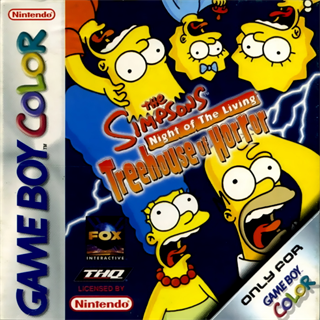 Nintendo
GAME BOY COLOR
THE
SIMPSONS
Night of The Living
Treehouse of Horror
FOX
INTERACTIVE
THQ
LICENSED BY
Nintendo
ONLY FOR
GAME BOY
COLOR